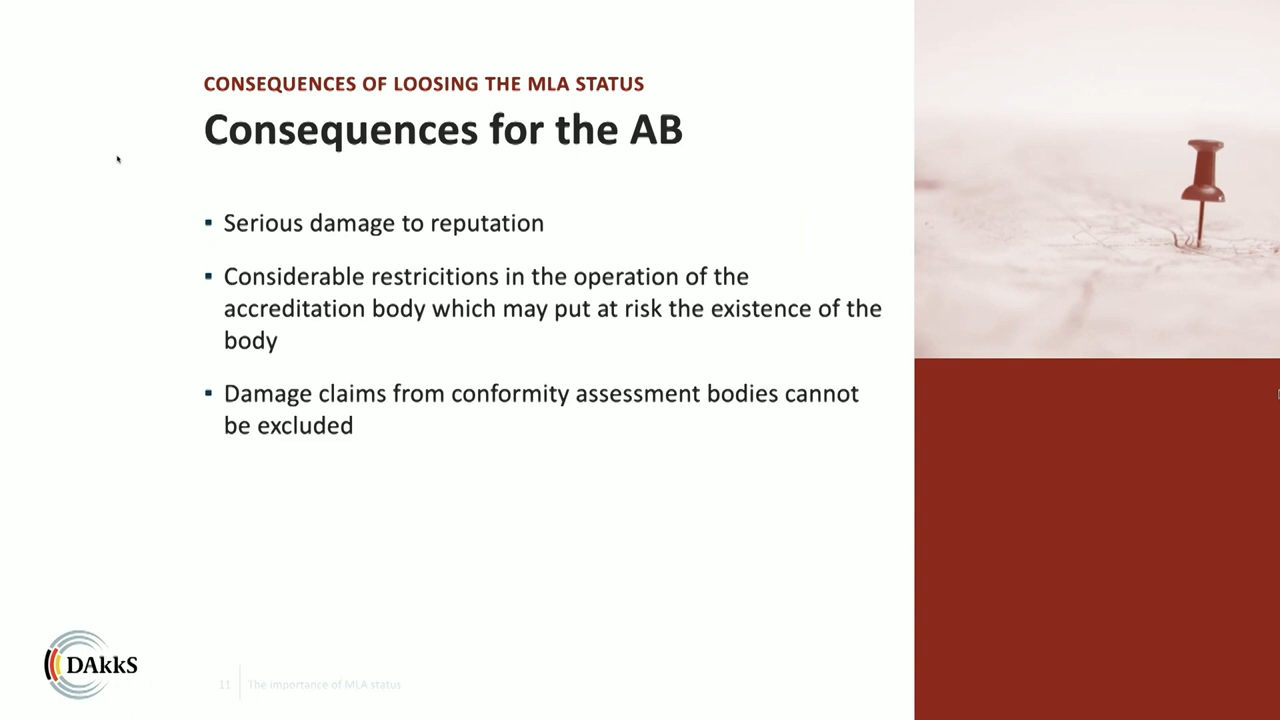 CONSEQUENCES OF LOOSING THE MLA STATUS
Consequences for the AB
▪ Serious damage to reputation
▪ Considerable restricitions in the operation of the
accreditation body which may put at risk the existence of the
body
▪ Damage claims from conformity assessment bodies cannot
be excluded
DAkkS
11 The importance of MLA status